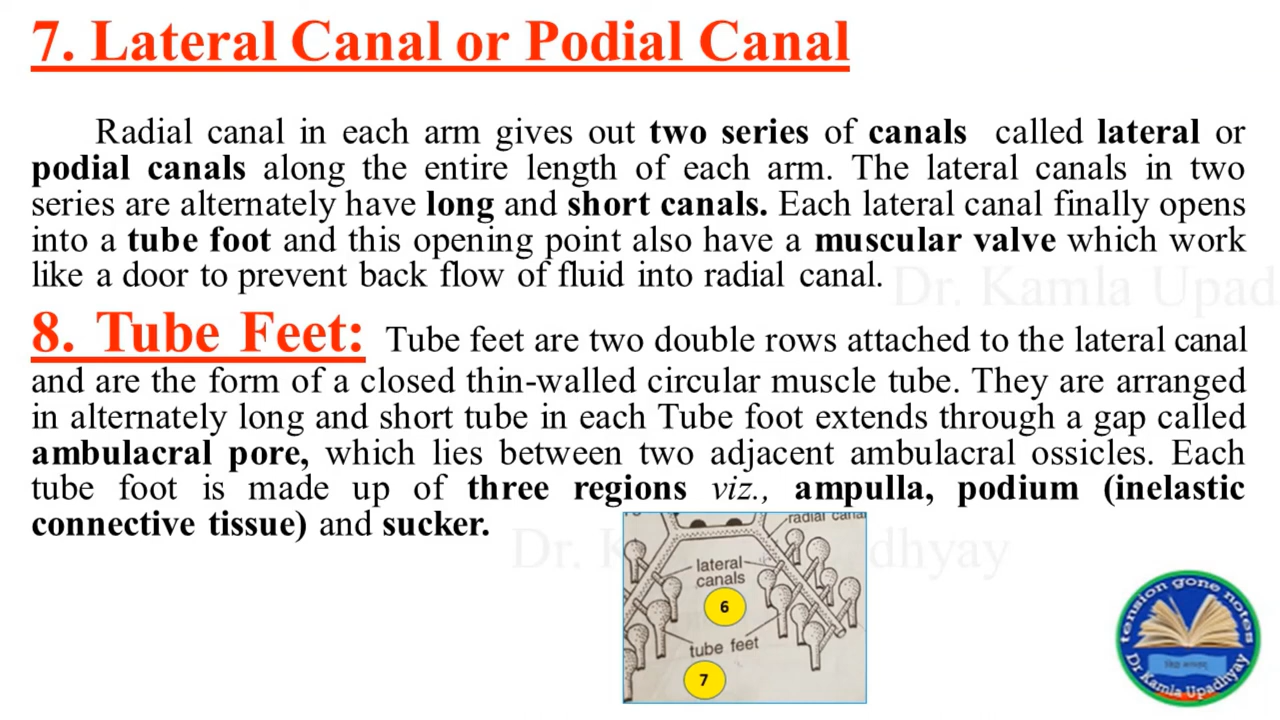 7. Lateral Canal or Podial Canal
Radial canal in each arm gives out two series of canals called lateral or
podial canals along the entire length of each arm. The lateral canals in two
series are alternately have long and short canals. Each lateral canal finally opens
into a tube foot and this opening point also have a muscular valve which work
like a door to prevent back flow of fluid into radial canal.
Dr. Kamla Upad
8. Tube Feet: Tube feet are two double rows attached to the lateral canal
and are the form of a closed thin-walled circular muscle tube. They are arranged
in alternately long and short tube in each Tube foot extends through a gap called
ambulacral pore, which lies between two adjacent ambulacral ossicles. Each
tube foot is made up of three regions viz., ampulla, podium (inelastic
connective tissue) and sucker.
radial canal
lateral
canals
6
tube feet
7
tension gone notes
Dr Kamla Upadhyay